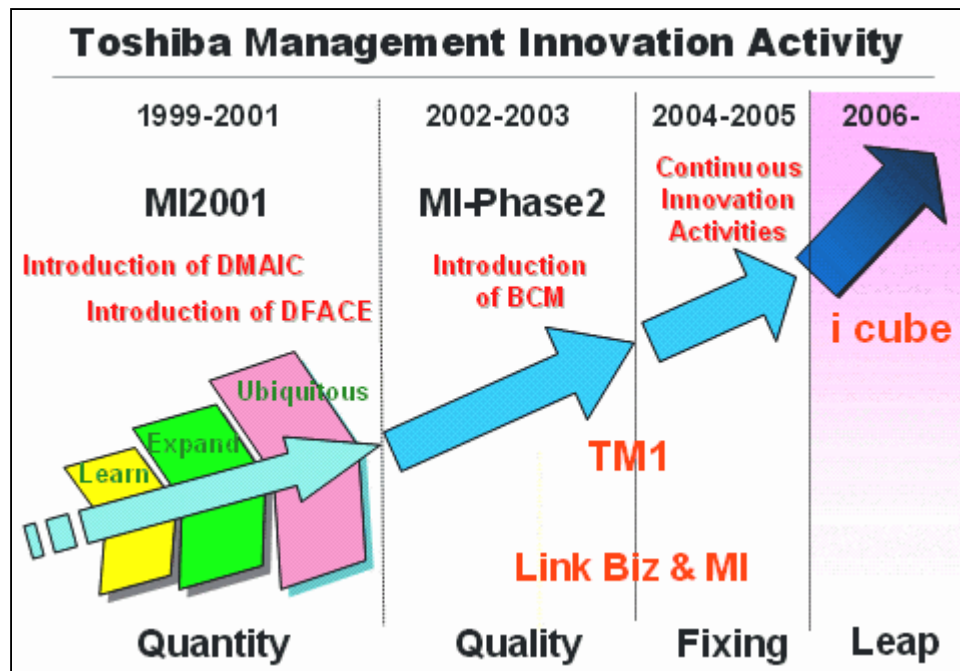 Toshiba Management Innovation Activity
1999-2001
2002-2003
2004-2005
2006-
MI2001
MI-Phase2
Continuous
Innovation
Activities
Introduction of DMAIC
Introduction of DFACE
Introduction
of BCM
i cube
Ubiquitous
Expand
Learn
TM1
Link Biz & MI
Quantity
Quality
Fixing
Leap